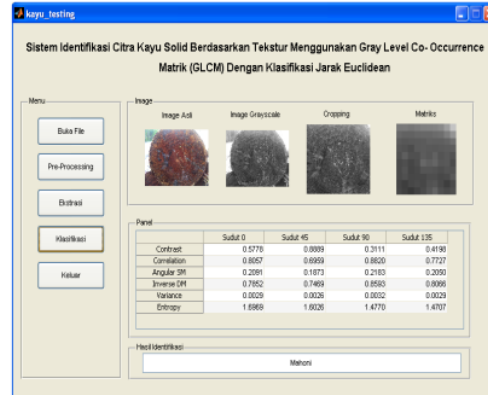 kayu_testing
Sistem Identifikasi Citra Kayu Solid Berdasarkan Tekstur Menggunakan Gray Level Co- Occurrence
Matrik (GLCM) Dengan Klasifikasi Jarak Euclidean
Menu
Buka File
Pre-Processing
Ekstrasi
Klasifikasi
Keluar
Image
Image Asli Image Grayscale Cropping Matriks
Panel
Sudut 0 Sudut 45 Sudut 90 Sudut 135
Contrast 0.5778 0.8889 0.3111 0.4198
Correlation 0.8057 0.6959 0.8820 0.7727
Angular SM 0.2091 0.1873 0.2183 0.2050
Inverse DM 0.7852 0.7469 0.8593 0.8066
Variance 0.0029 0.0026 0.0032 0.0029
Entropy 1.6969 1.6026 1.4770 1.4707
Hasil Identifikasi
Mahoni